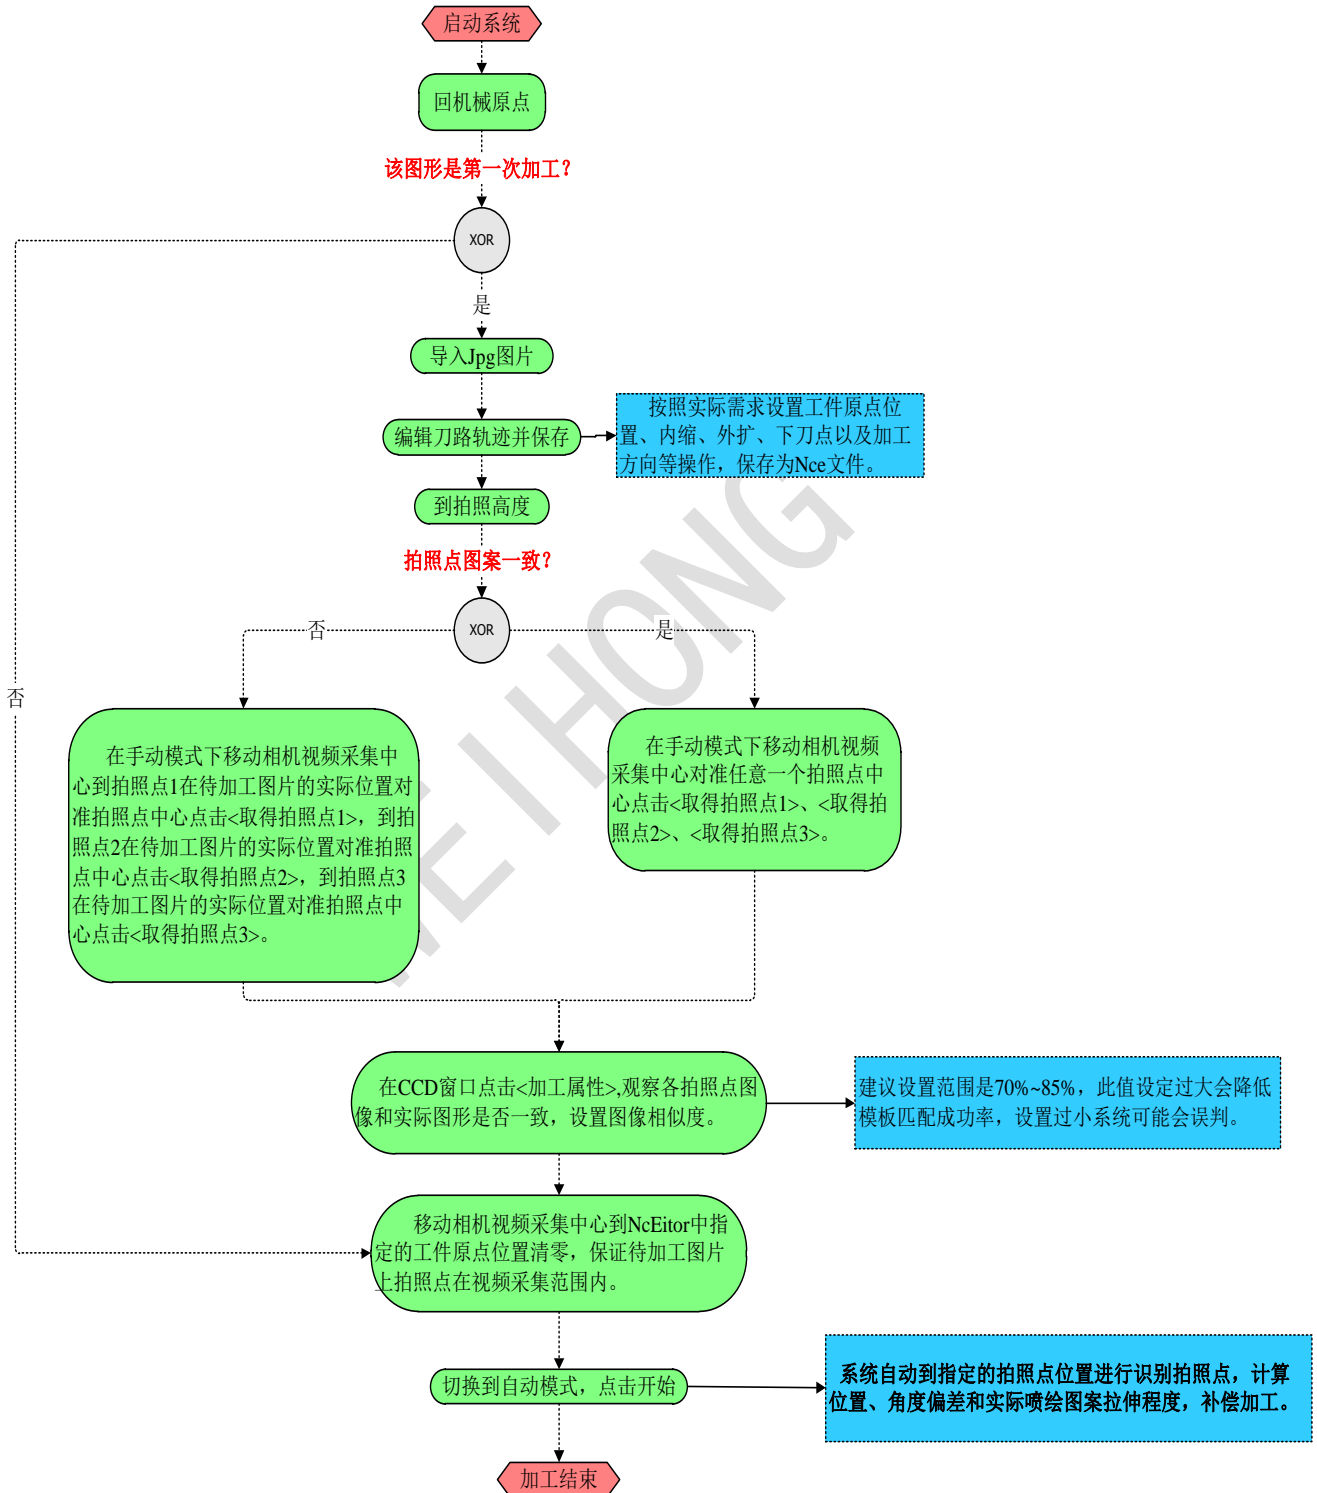 启动系统
回机械原点
该图形是第一次加工？
XOR
是
导入Jpg图片
编辑刀路轨迹并保存
按照实际需求设置工件原点位
置、内缩、外扩、下刀点以及加工
方向等操作，保存为Nce文件。
到拍照高度
拍照点图案一致？
XOR
否
是
否
在手动模式下移动相机视频采集中
心到拍照点1在待加工图片的实际位置对
准拍照点中心点击<取得拍照点1>，到拍
照点2在待加工图片的实际位置对准拍照
点中心点击<取得拍照点2>，到拍照点3
在待加工图片的实际位置对准拍照点中
心点击<取得拍照点3>。
在手动模式下移动相机视频
采集中心对准任意一个拍照点中
心点击<取得拍照点1>、<取得拍
照点2>、<取得拍照点3>。
在CCD窗口点击<加工属性>,观察各拍照点图
像和实际图形是否一致，设置图像相似度。
建议设置范围是70%~85%，此值设定过大会降低
模板匹配成功率，设置过小系统可能会误判。
移动相机视频采集中心到NcEitor中指
定的工件原点位置清零，保证待加工图片
上拍照点在视频采集范围内。
切换到自动模式，点击开始
系统自动到指定的拍照点位置进行识别拍照点，计算
位置、角度偏差和实际喷绘图案拉伸程度，补偿加工。
加工结束
WEIHONG